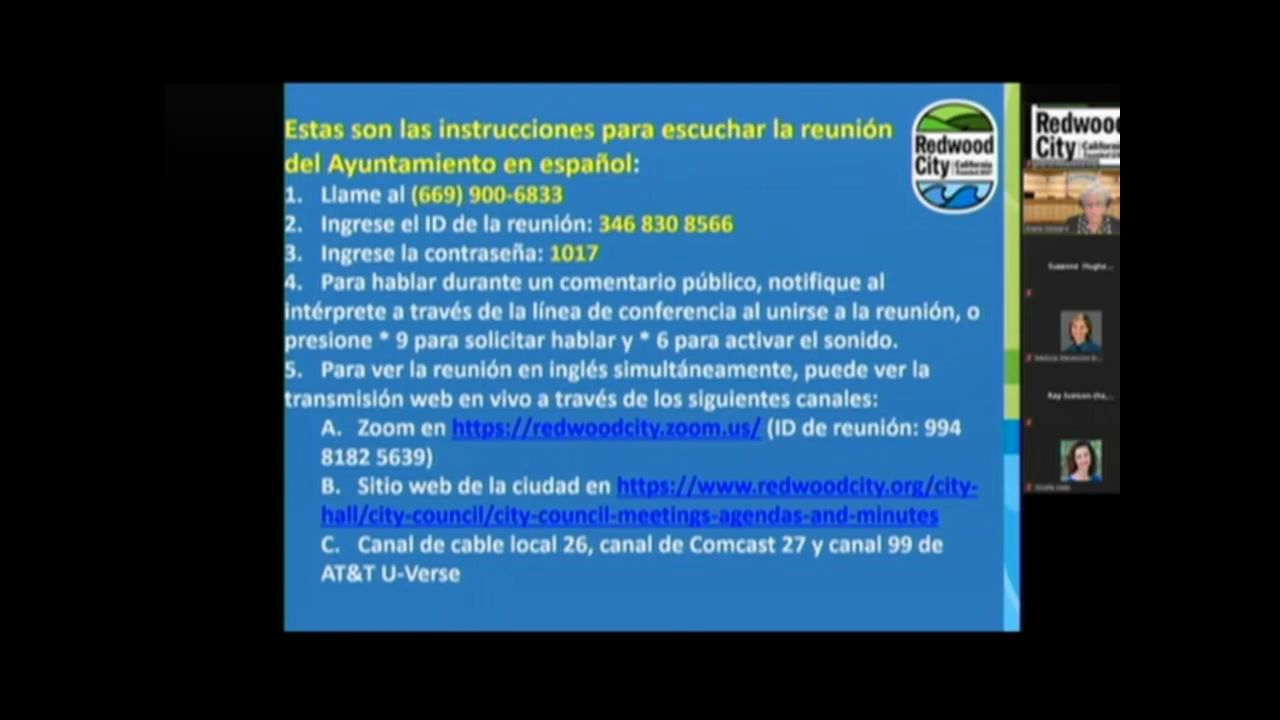 Estas son las instrucciones para escuchar la reunión
del Ayuntamiento en español:
1. Llame al (669) 900-6833
2. Ingrese el ID de la reunión: 346 830 8566
3. Ingrese la contraseña: 1017
4. Para hablar durante un comentario público, notifique al
intérprete a través de la línea de conferencia al unirse a la reunión, o
presione * 9 para solicitar hablar y * 6 para activar el sonido.
5. Para ver la reunión en inglés simultáneamente, puede ver la
transmisión web en vivo a través de los siguientes canales:
A. Zoom en https://redwoodcity.zoom.us/ (ID de reunión: 994
8182 5639)
B. Sitio web de la ciudad en https://www.redwoodcity.org/city-
hall/city-council/city-council-meetings-agendas-and-minutes
C. Canal de cable local 26, canal de Comcast 27 y canal 99 de
AT&T U-Verse
Redwood
City California
Redwood
City California